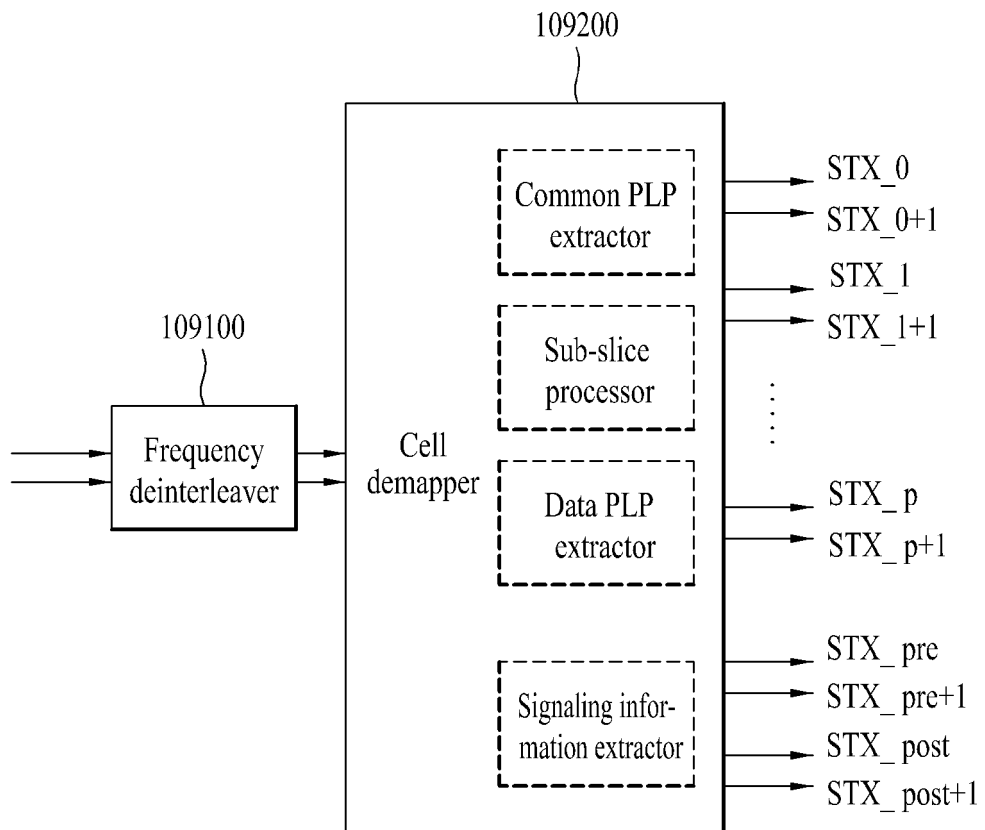 109200
Common PLP
extractor
STX_0
STX_0+1
STX_1
STX_1+1
109100
Sub-slice
processor
Frequency
deinterleaver
Cell
demapper
Data PLP
extractor
STX_ p
STX_ p+1
Signaling infor-
mation extractor
STX_ pre
STX_ pre+1
STX_ post
STX_ post+1